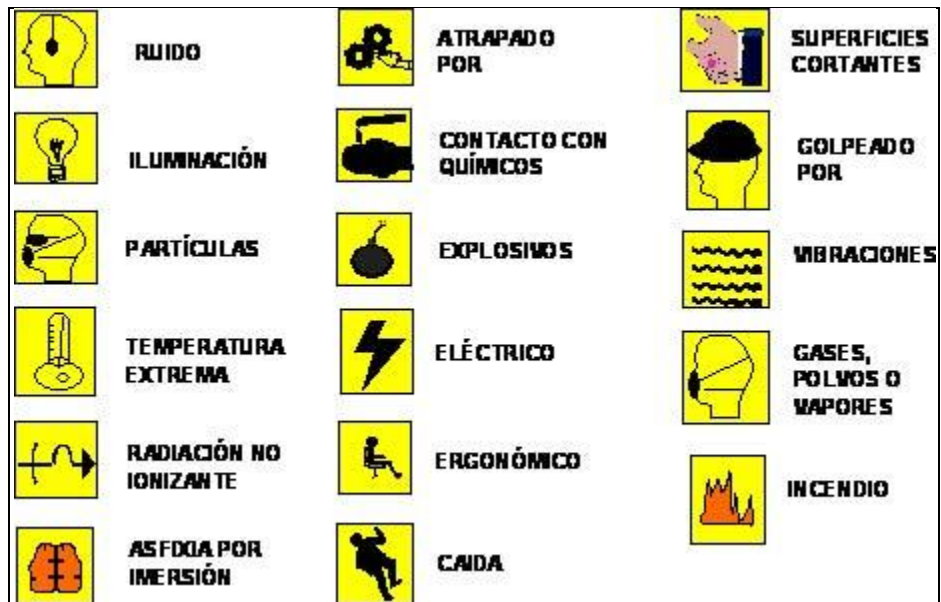 RUIDO
ILUMINACIÓN
PARTÍCULAS
TEMPERATURA
EXTREMA
RADIACIÓN NO
IONIZANTE
ASFIXIA POR
IMERSIÓN
ATRAPADO
POR
CONTACTO CON
QUÍMICOS
EXPLOSIVOS
ELÉCTRICO
ERGONÓMICO
CAIDA
SUPERFICIES
CORTANTES
GOLPEADO
POR
VIBRACIONES
GASES,
POLVOS O
VAPORES
INCENDIO